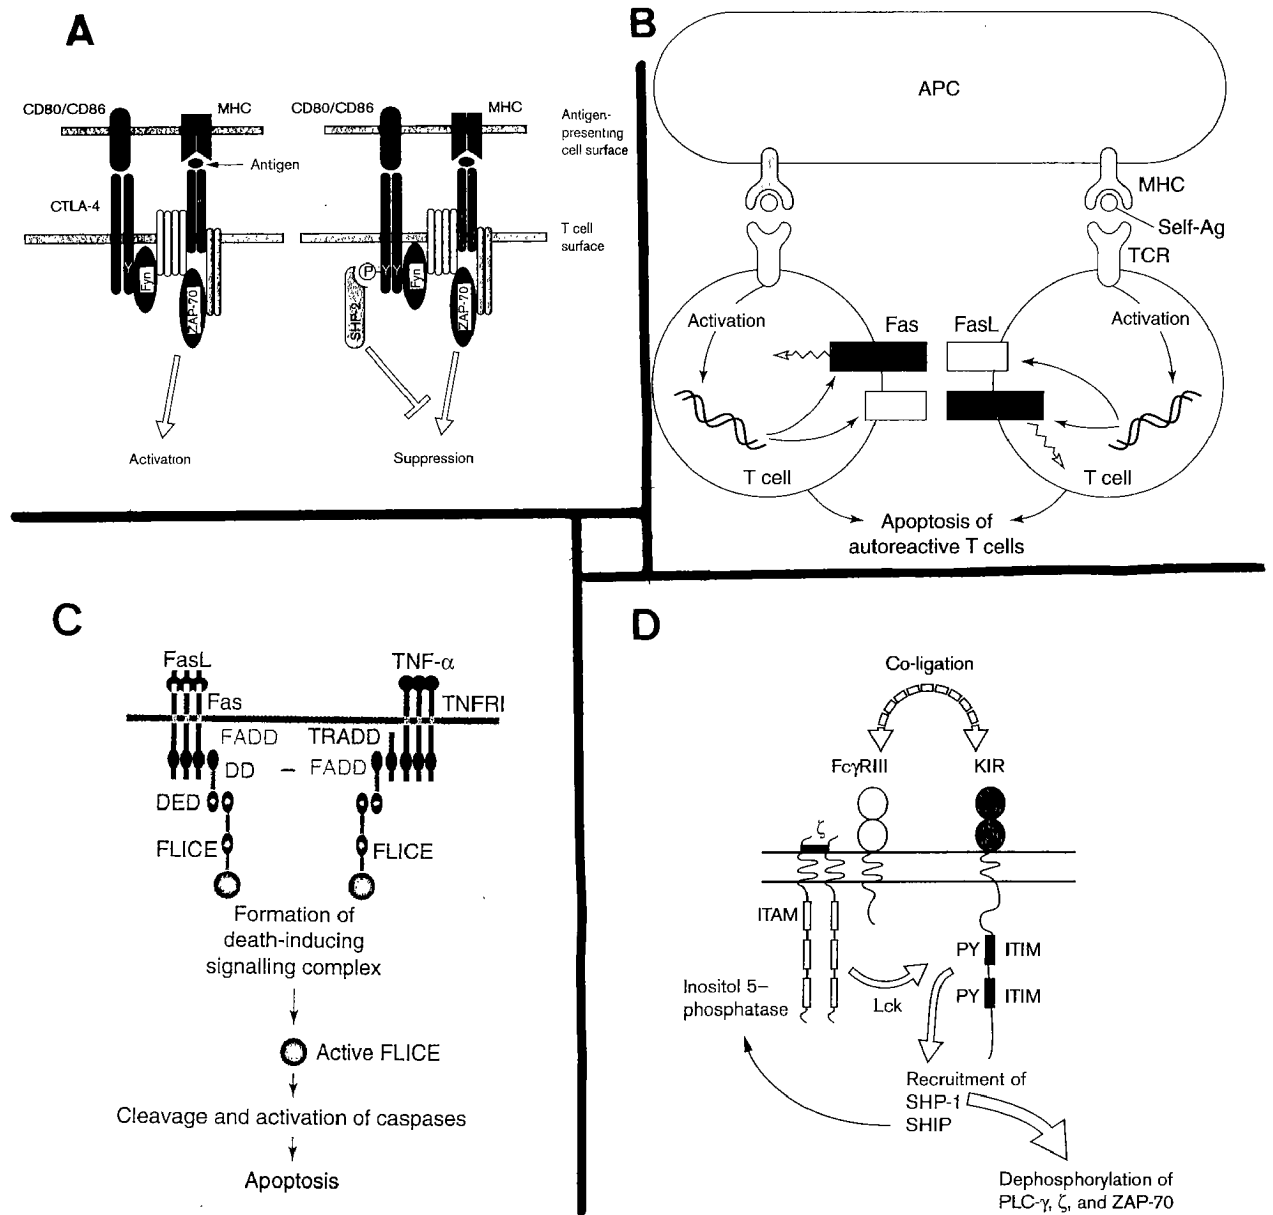 A
CD80/CD86
MHC
CD80/CD86
MHC
Antigen-
presenting
cell surface
Antigen
CTLA-4
T cell
surface
Y
Fyn
ZAP-70
P
Y
Y
SHP-2
Fyn
ZAP-70
Activation
Suppression
B
APC
MHC
Self-Ag
TCR
Activation
Fas
FasL
Activation
T cell
T cell
Apoptosis of
autoreactive T cells
C
FasL
TNF-α
Fas
TNFRI
FADD
TRADD
DD – FADD
DED
FLICE
FLICE
Formation of
death-inducing
signalling complex
Active FLICE
Cleavage and activation of caspases
Apoptosis
D
Co-ligation
FcγRIII
KIR
ζ
ITAM
PY ITIM
PY ITIM
Inositol 5–
phosphatase
Lck
Recruitment of
SHP-1
SHIP
Dephosphorylation of
PLC-γ, ζ, and ZAP-70